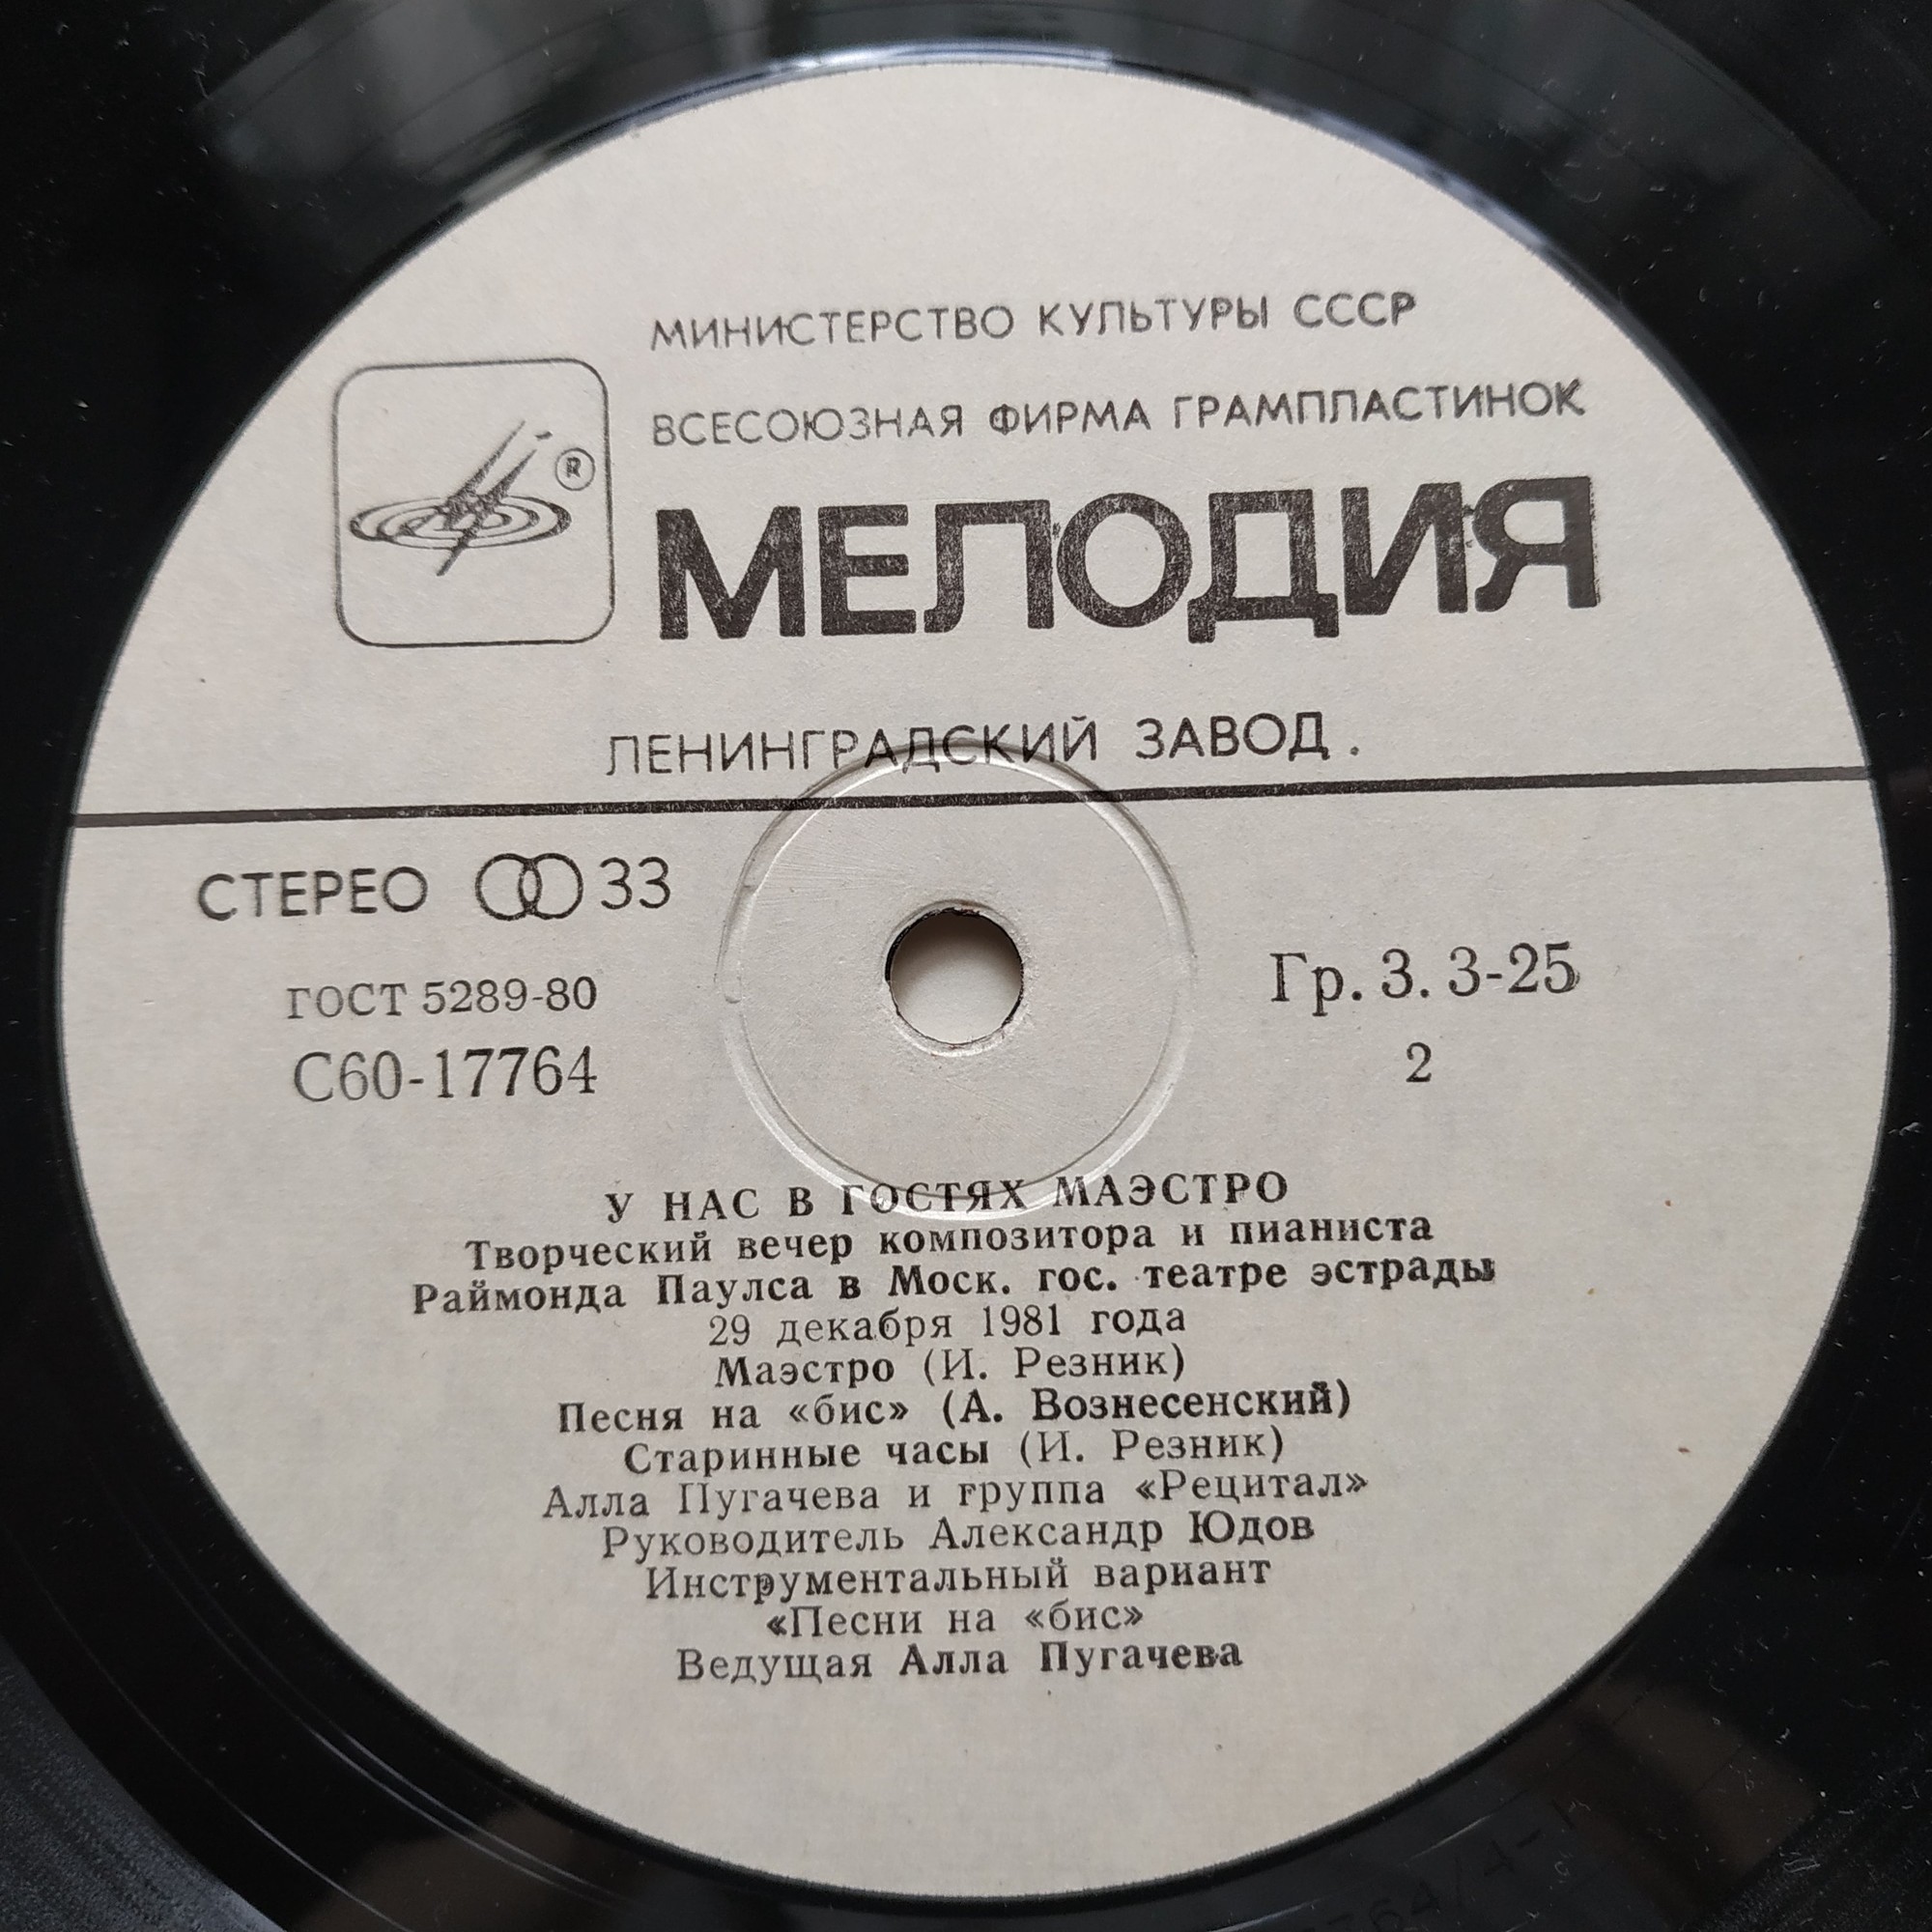 МИНИСТЕРСТВО КУЛЬТУРЫ СССР
ВСЕСОЮЗНАЯ ФИРМА ГРАМПЛАСТИНОК
®
МЕЛОДИЯ
ЛЕНИНГРАДСКИЙ ЗАВОД.
СТЕРЕО 33
ГОСТ 5289-80
С60-17764
Гр. 3. 3-25
2
У НАС В ГОСТЯХ МАЭСТРО
Творческий вечер композитора и пианиста
Раймонда Паулса в Моск. гос. театре эстрады
29 декабря 1981 года
Маэстро (И. Резник)
Песня на «бис» (А. Вознесенский)
Старинные часы (И. Резник)
Алла Пугачева и группа «Рецитал»
Руководитель Александр Юдов
Инструментальный вариант
«Песни на «бис»
Ведущая Алла Пугачева